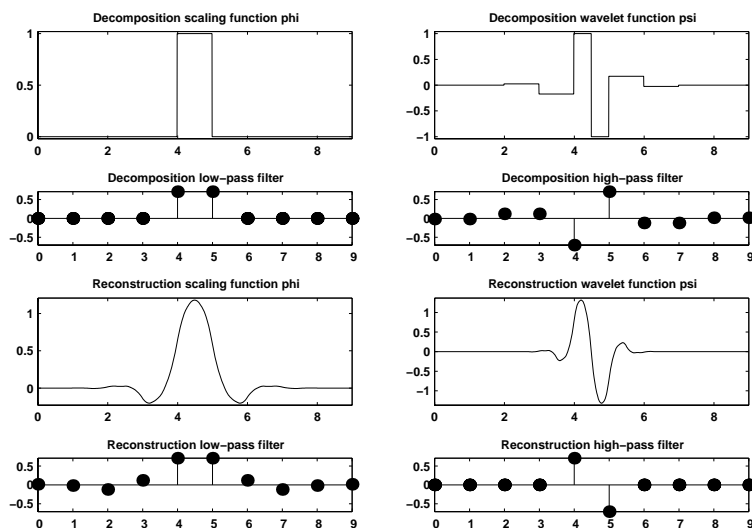 Decomposition scaling function phi
1
0.5
0
0 2 4 6 8
Decomposition wavelet function psi
1
0.5
0
−0.5
−1
0 2 4 6 8
Decomposition low−pass filter
0.5
0
−0.5
0 1 2 3 4 5 6 7 8 9
Decomposition high−pass filter
0.5
0
−0.5
0 1 2 3 4 5 6 7 8 9
Reconstruction scaling function phi
1
0.5
0
0 2 4 6 8
Reconstruction wavelet function psi
1
0.5
0
−0.5
−1
0 2 4 6 8
Reconstruction low−pass filter
0.5
0
−0.5
0 1 2 3 4 5 6 7 8 9
Reconstruction high−pass filter
0.5
0
−0.5
0 1 2 3 4 5 6 7 8 9